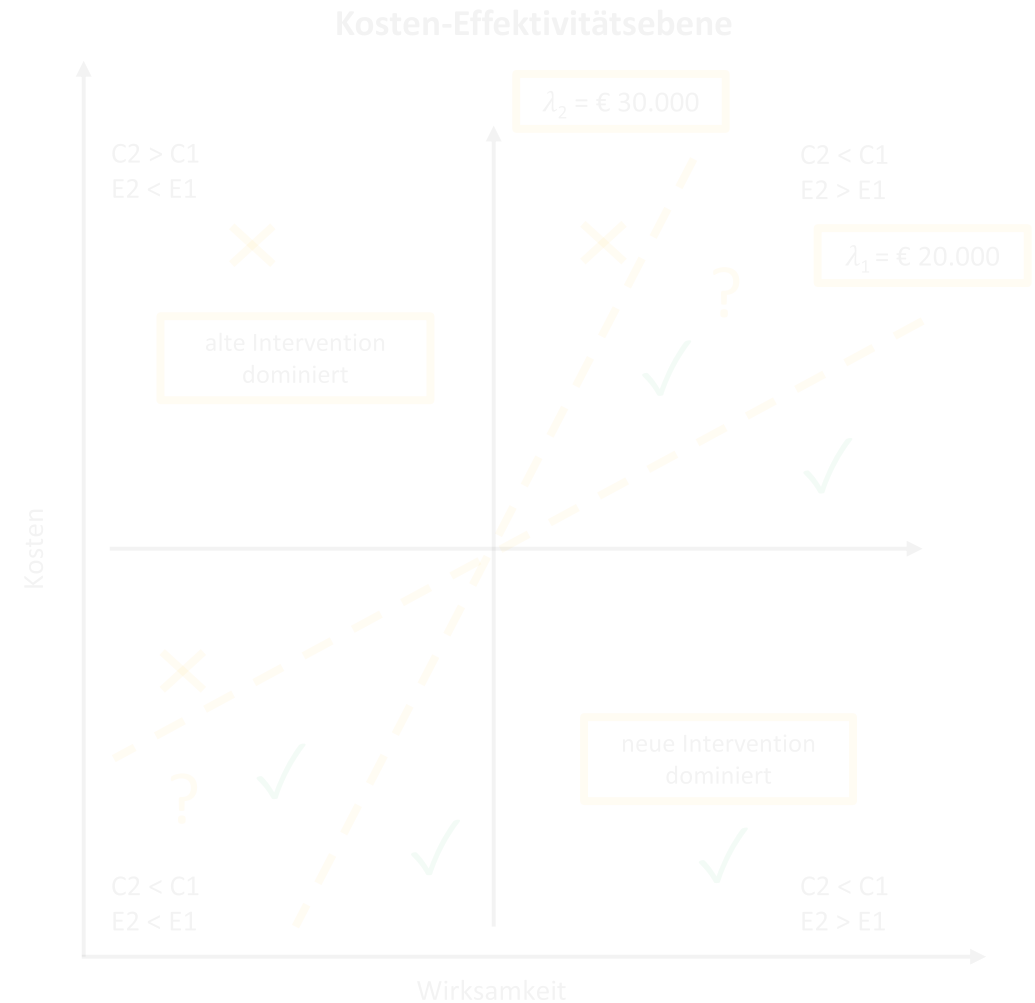 Kosten-Effektivitätsebene
λ₂ = € 30.000
C2 > C1
E2 < E1
C2 < C1
E2 > E1
λ₁ = € 20.000
?
alte Intervention
dominiert
Kosten
neue Intervention
dominiert
?
C2 < C1
E2 < E1
C2 < C1
E2 > E1
Wirksamkeit